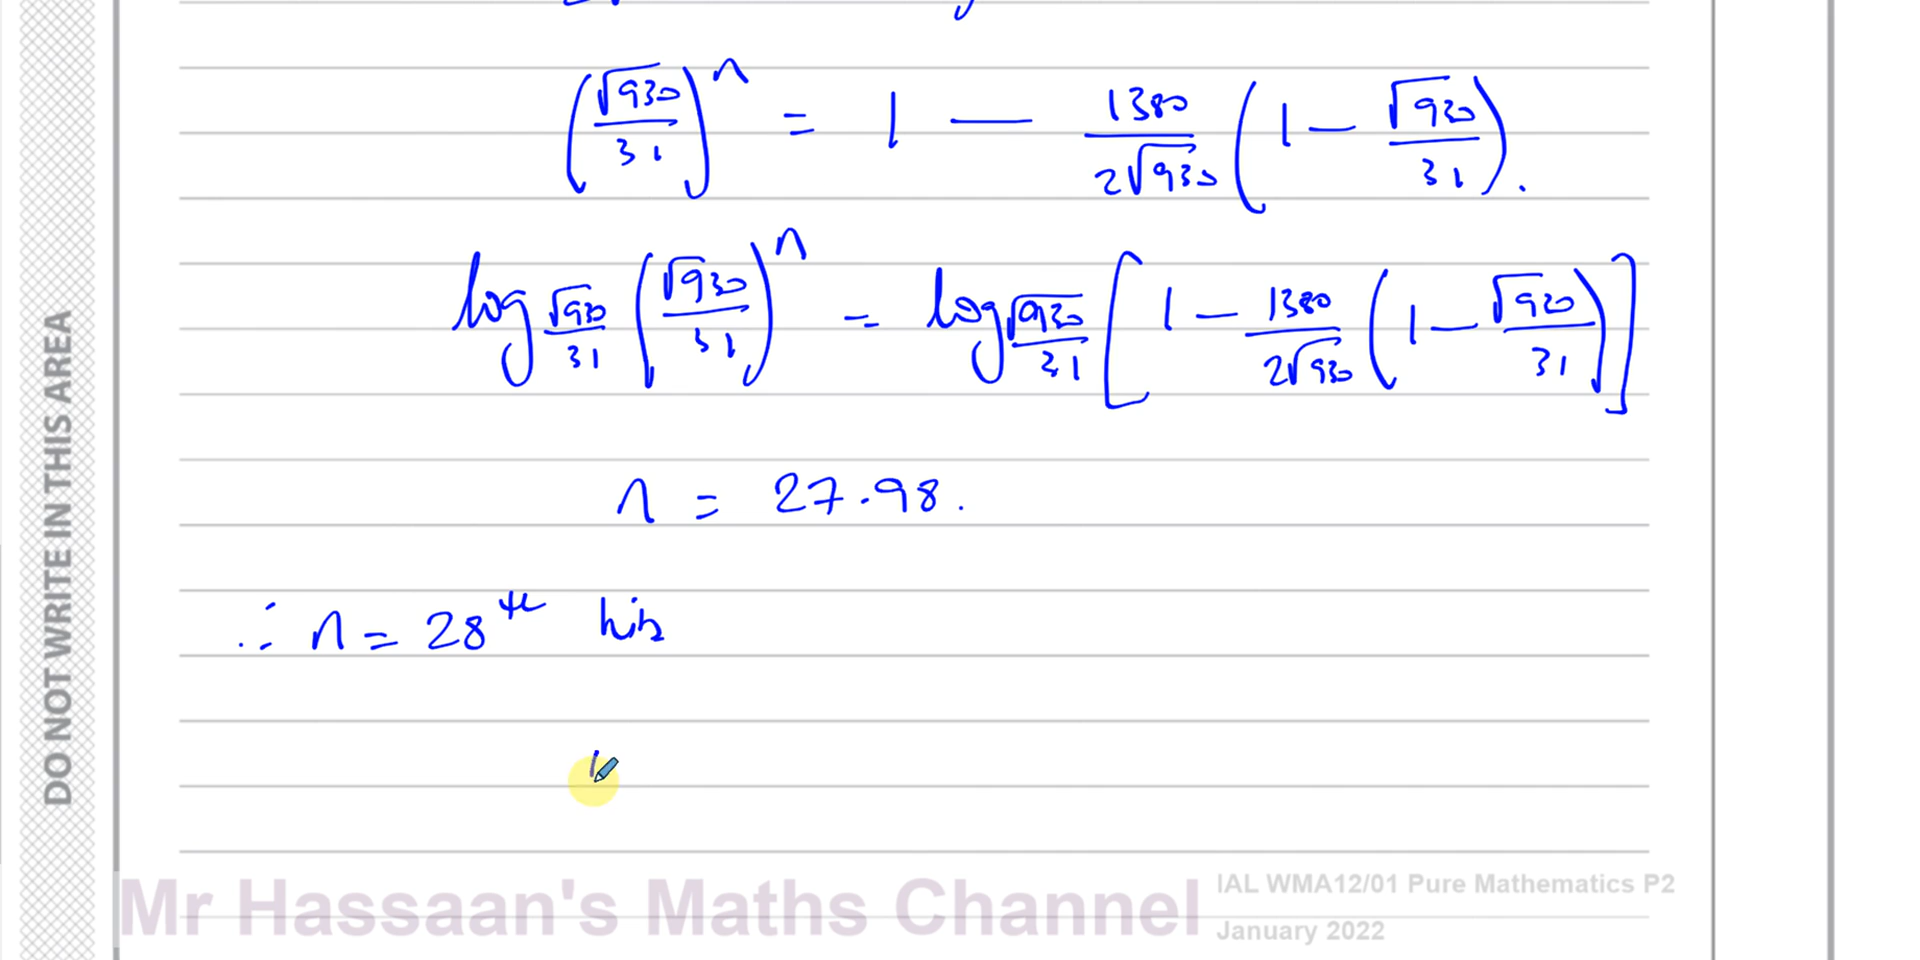 (√930/31)^n = 1 - 1380/2√930 (1 - √930/31).
log_√930/31 (√930/31)^n = log_√930/31 [1 - 1380/2√930 (1 - √930/31)]
n = 27.98.
∴ n = 28th hit
DO NOT WRITE IN THIS AREA
Mr Hassaan's Maths Channel
IAL WMA12/01 Pure Mathematics P2
January 2022